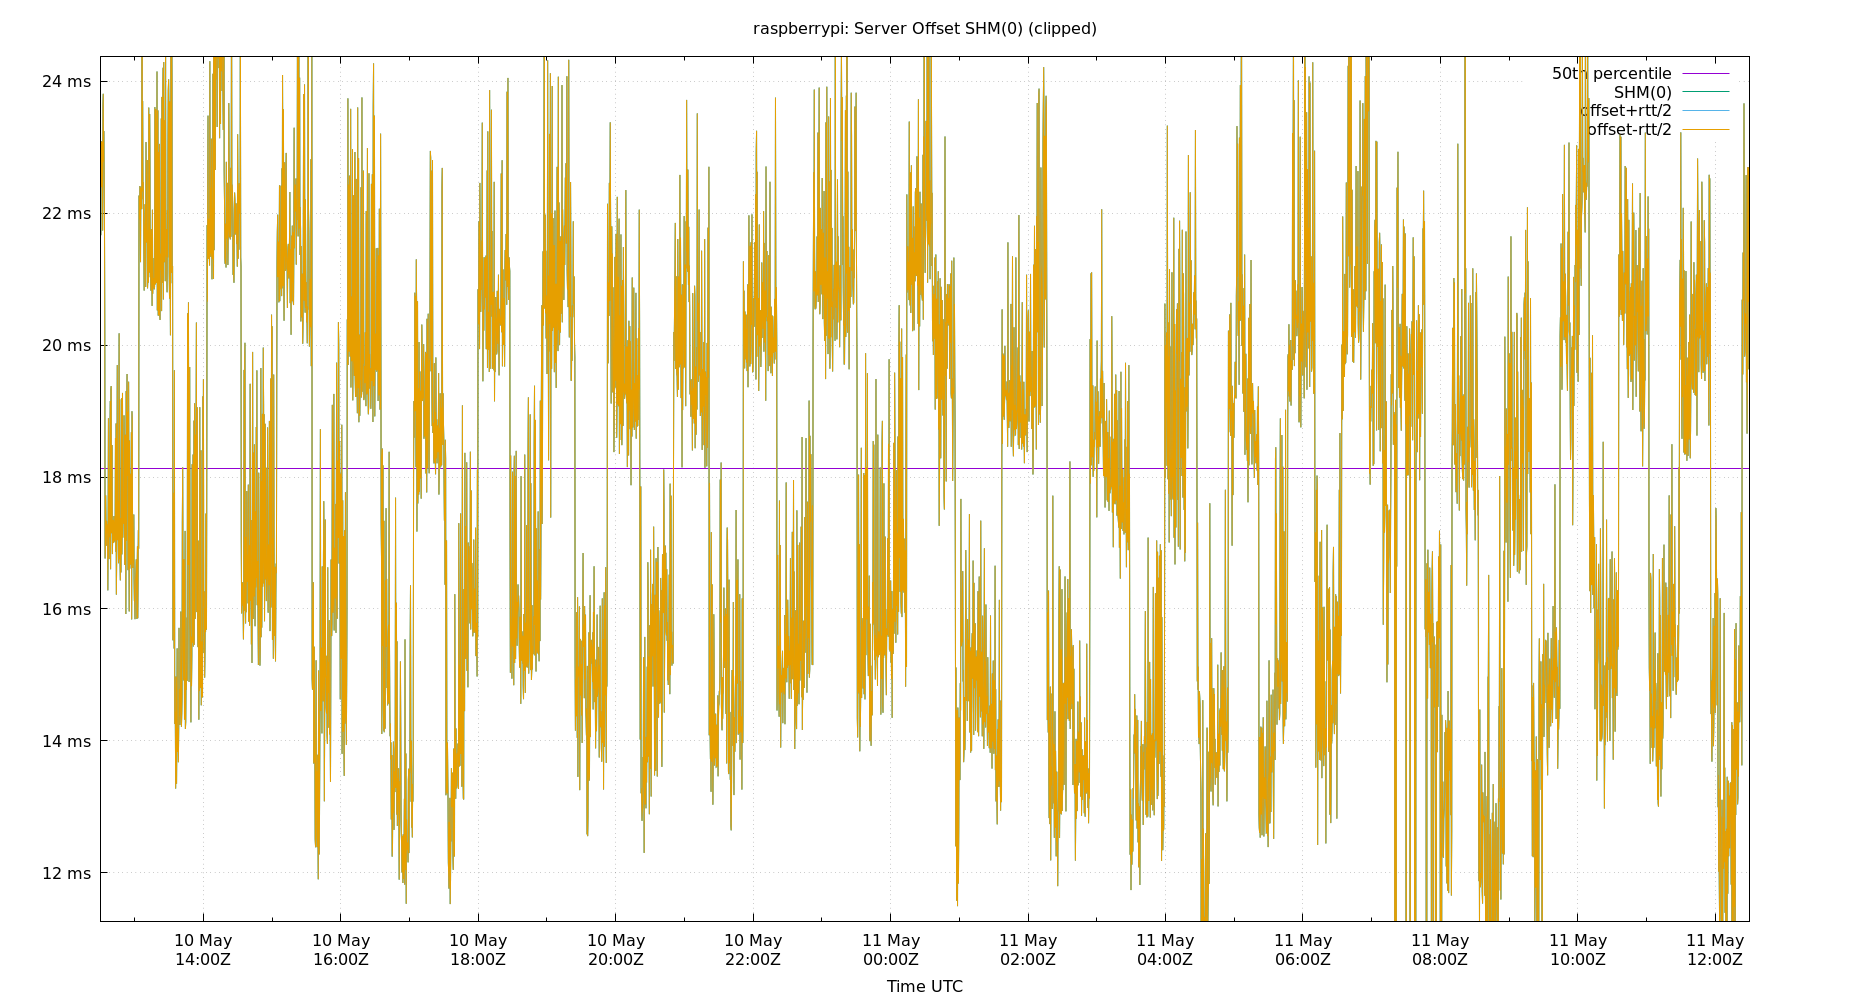 raspberrypi: Server Offset SHM(0) (clipped)
50th percentile
SHM(0)
offset+rtt/2
offset-rtt/2
24 ms
22 ms
20 ms
18 ms
16 ms
14 ms
12 ms
10 May 10 May 10 May 10 May 10 May 11 May 11 May 11 May 11 May 11 May 11 May 11 May
14:00Z 16:00Z 18:00Z 20:00Z 22:00Z 00:00Z 02:00Z 04:00Z 06:00Z 08:00Z 10:00Z 12:00Z
Time UTC